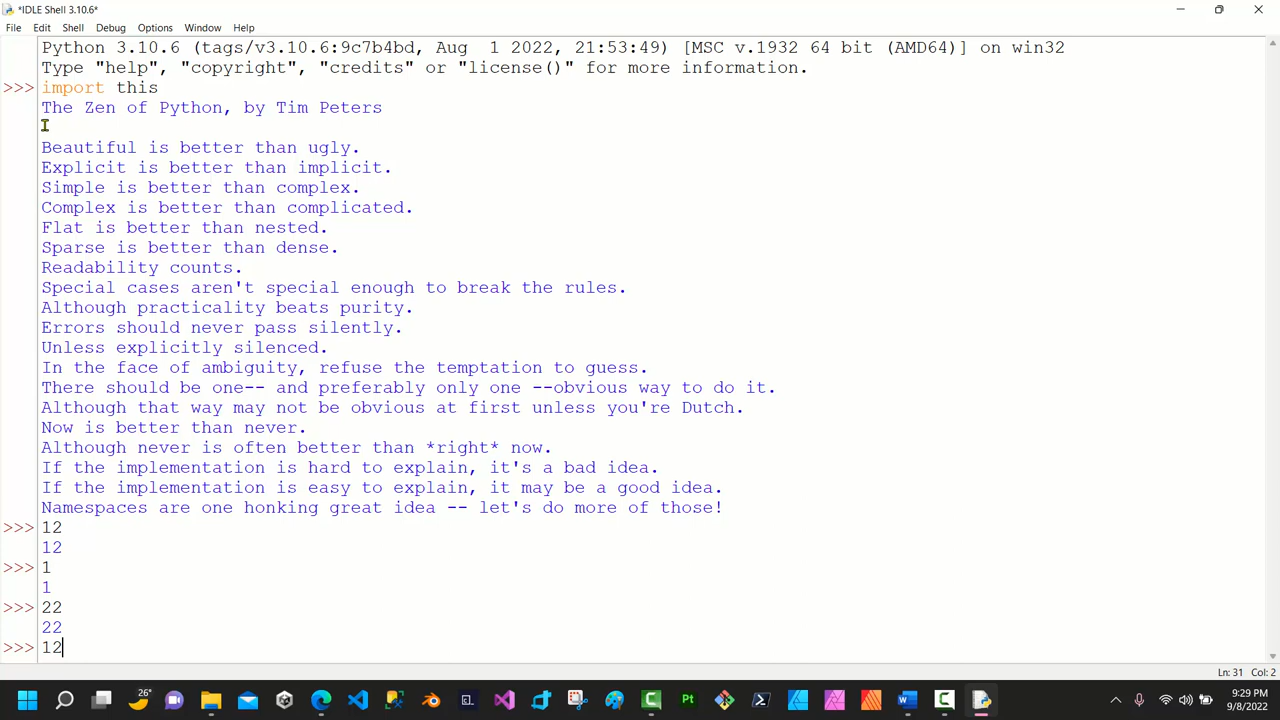 *IDLE Shell 3.10.6*
File Edit Shell Debug Options Window Help
Python 3.10.6 (tags/v3.10.6:9c7b4bd, Aug  1 2022, 21:53:49) [MSC v.1932 64 bit (AMD64)] on win32
Type "help", "copyright", "credits" or "license()" for more information.
>>> import this
The Zen of Python, by Tim Peters
Beautiful is better than ugly.
Explicit is better than implicit.
Simple is better than complex.
Complex is better than complicated.
Flat is better than nested.
Sparse is better than dense.
Readability counts.
Special cases aren't special enough to break the rules.
Although practicality beats purity.
Errors should never pass silently.
Unless explicitly silenced.
In the face of ambiguity, refuse the temptation to guess.
There should be one-- and preferably only one --obvious way to do it.
Although that way may not be obvious at first unless you're Dutch.
Now is better than never.
Although never is often better than *right* now.
If the implementation is hard to explain, it's a bad idea.
If the implementation is easy to explain, it may be a good idea.
Namespaces are one honking great idea -- let's do more of those!
>>> 12
12
>>> 1
1
>>> 22
22
>>> 12
Ln: 31 Col: 2
26°
Pt
9:29 PM
9/8/2022